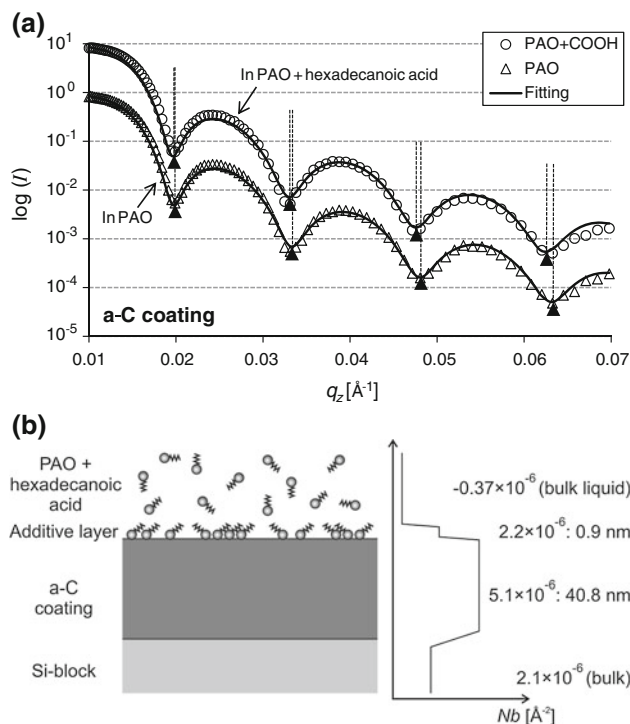 (a)
10¹
10⁰
10⁻¹
10⁻²
10⁻³
10⁻⁴
10⁻⁵
log (I)
In PAO + hexadecanoic acid
In PAO
PAO+COOH
PAO
Fitting
a-C coating
0.01 0.02 0.03 0.04 0.05 0.06 0.07
q_z [Å⁻¹]
(b)
PAO +
hexadecanoic
acid
Additive layer
a-C
coating
Si-block
-0.37×10⁻⁶ (bulk liquid)
2.2×10⁻⁶: 0.9 nm
5.1×10⁻⁶: 40.8 nm
2.1×10⁻⁶ (bulk)
Nb [Å⁻²]